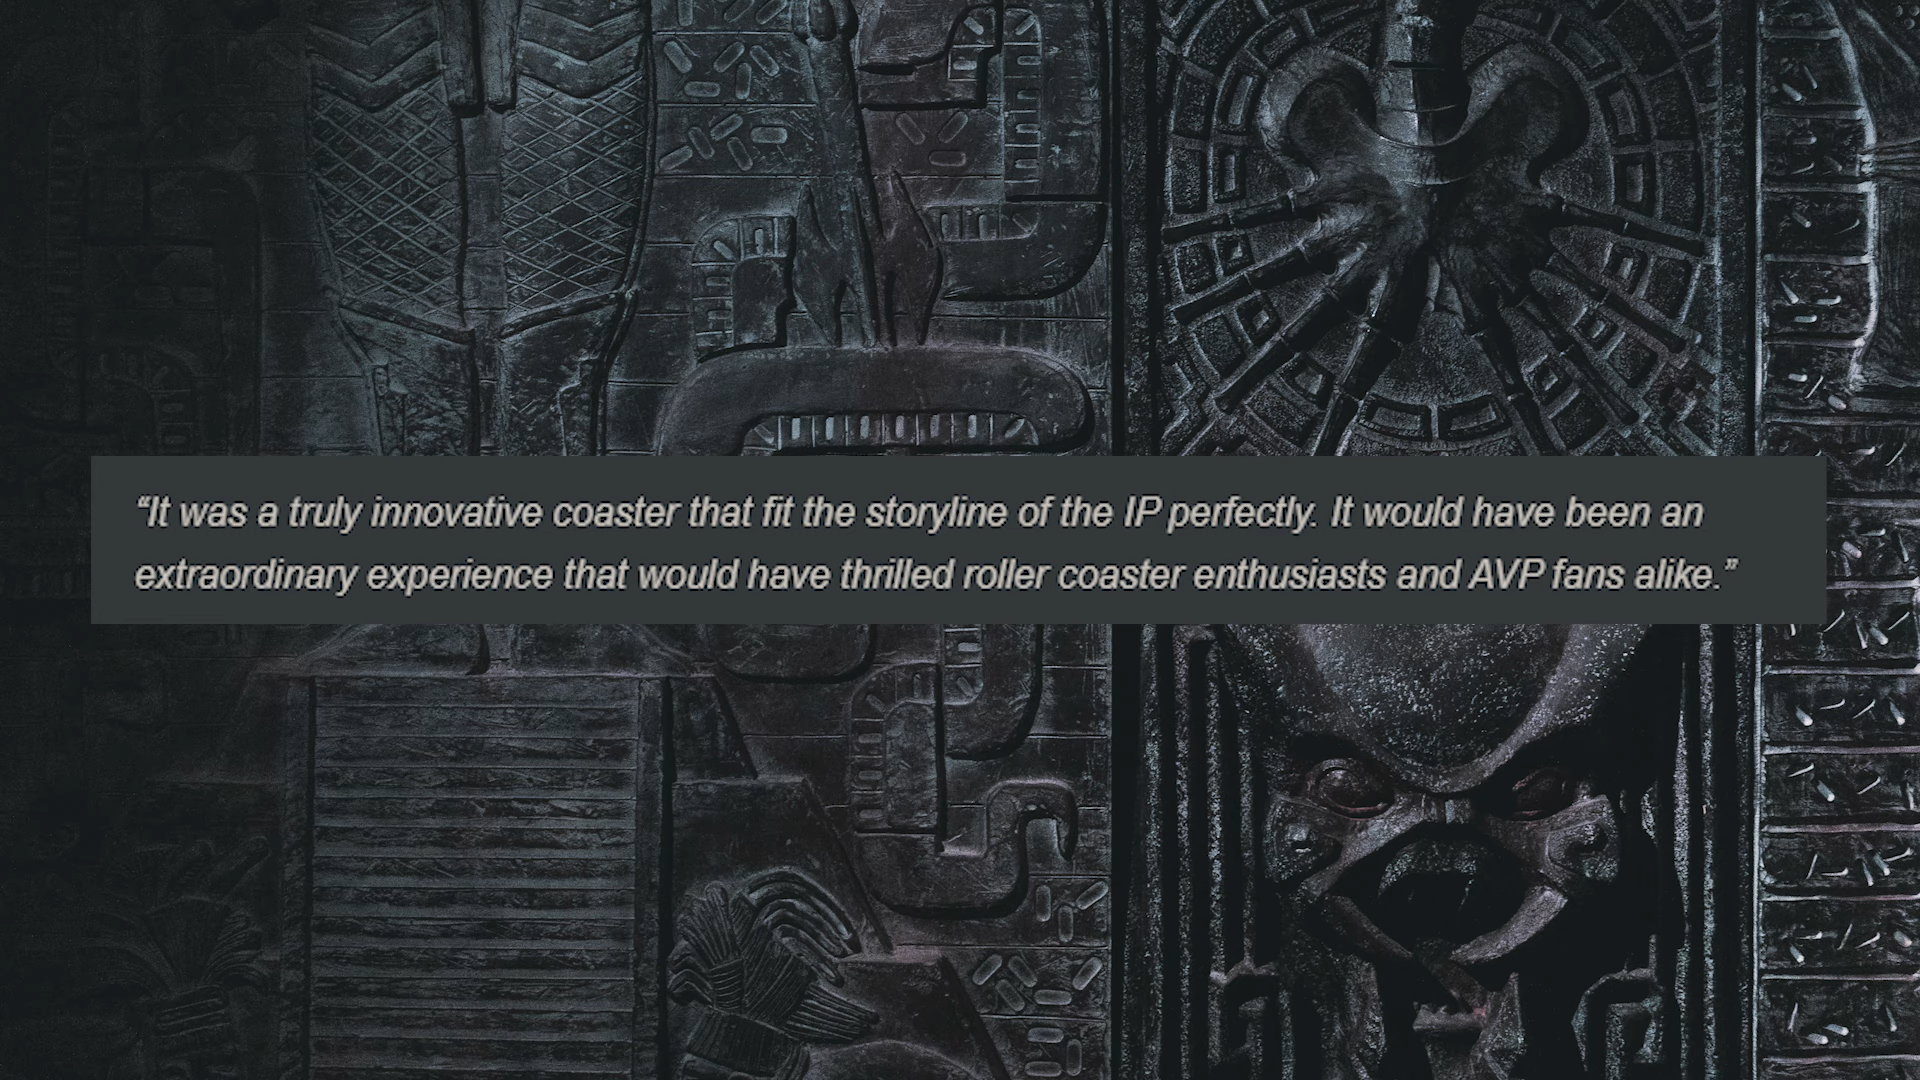 “It was a truly innovative coaster that fit the storyline of the IP perfectly. It would have been an
extraordinary experience that would have thrilled roller coaster enthusiasts and AVP fans alike.”